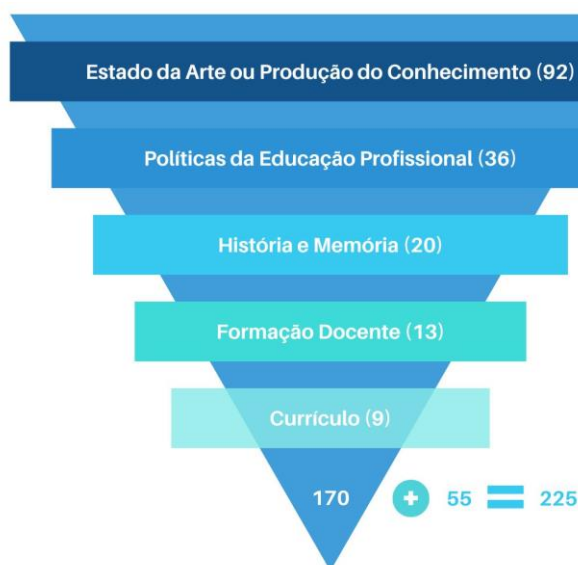 Estado da Arte ou Produção do Conhecimento (92)
Políticas da Educação Profissional (36)
História e Memória (20)
Formação Docente (13)
Currículo (9)
170 + 55 = 225